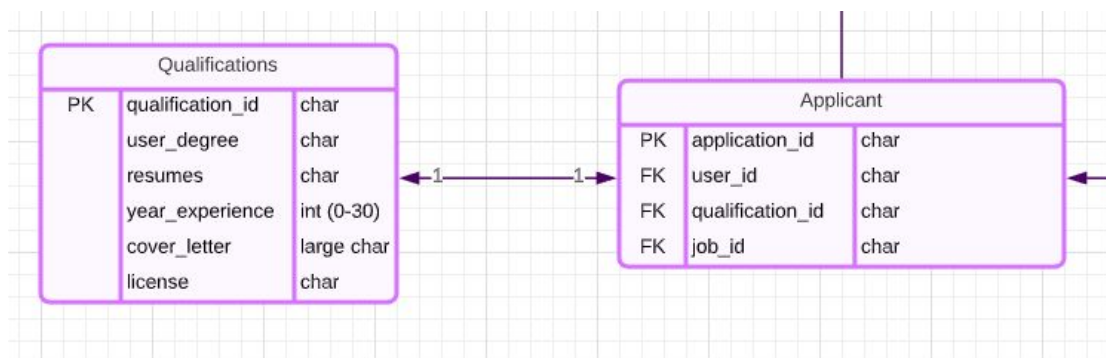 Qualifications
PK qualification_id char
user_degree char
resumes char
year_experience int (0-30)
cover_letter large char
license char
1 1
Applicant
PK application_id char
FK user_id char
FK qualification_id char
FK job_id char